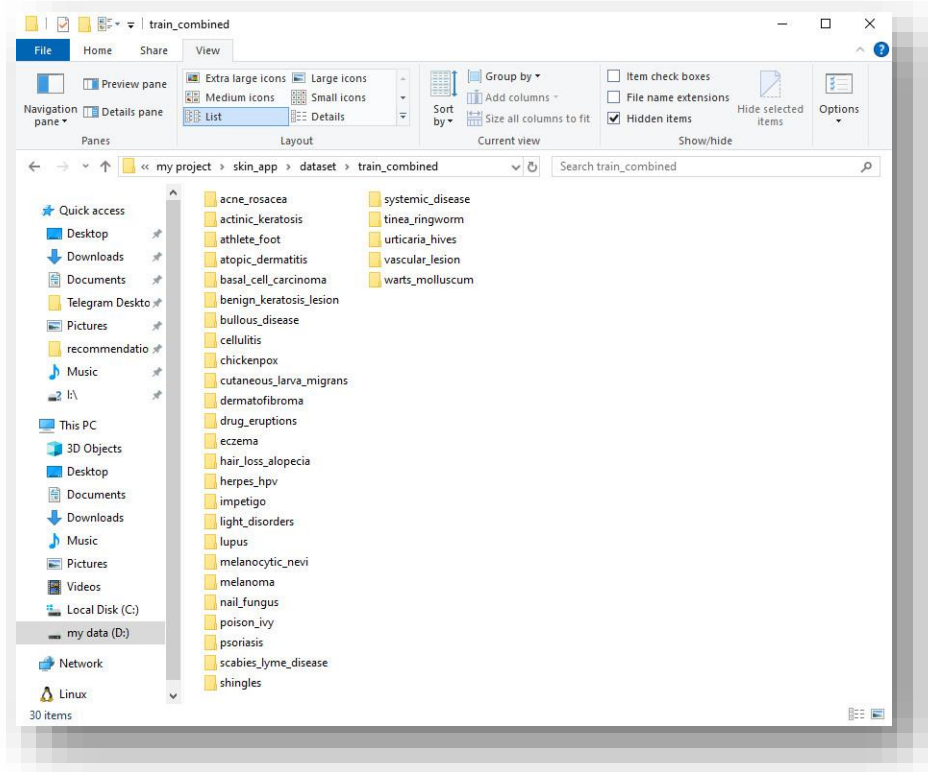 train_combined
File Home Share View
Navigation pane
Preview pane
Details pane
Panes
Extra large icons Large icons
Medium icons Small icons
List Details
Layout
Sort by
Group by
Add columns
Size all columns to fit
Current view
Item check boxes
File name extensions
Hidden items
Hide selected items
Show/hide
Options
« my project › skin_app › dataset › train_combined
Search train_combined
Quick access
Desktop
Downloads
Documents
Telegram Deskto
Pictures
recommendatio
Music
I:\
This PC
3D Objects
Desktop
Documents
Downloads
Music
Pictures
Videos
Local Disk (C:)
my data (D:)
Network
Linux
acne_rosacea
actinic_keratosis
athlete_foot
atopic_dermatitis
basal_cell_carcinoma
benign_keratosis_lesion
bullous_disease
cellulitis
chickenpox
cutaneous_larva_migrans
dermatofibroma
drug_eruptions
eczema
hair_loss_alopecia
herpes_hpv
impetigo
light_disorders
lupus
melanocytic_nevi
melanoma
nail_fungus
poison_ivy
psoriasis
scabies_lyme_disease
shingles
systemic_disease
tinea_ringworm
urticaria_hives
vascular_lesion
warts_molluscum
30 items